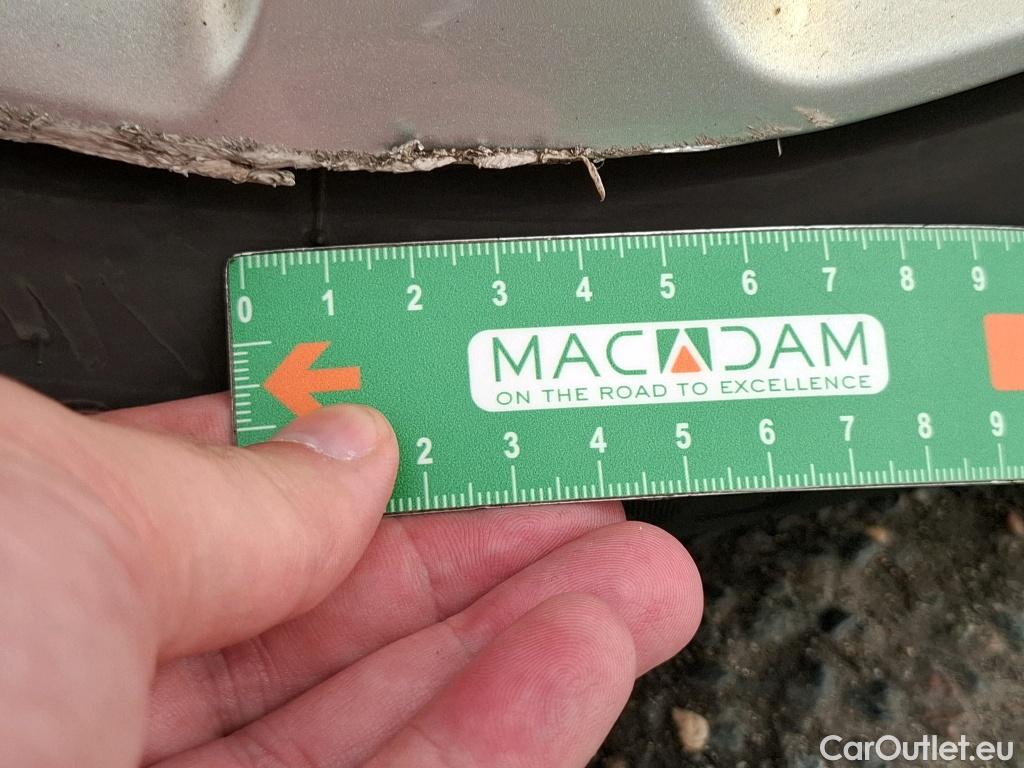 0 1 2 3 4 5 6 7 8 9
MACADAM
ON THE ROAD TO EXCELLENCE
2 3 4 5 6 7 8 9
CarOutlet.eu